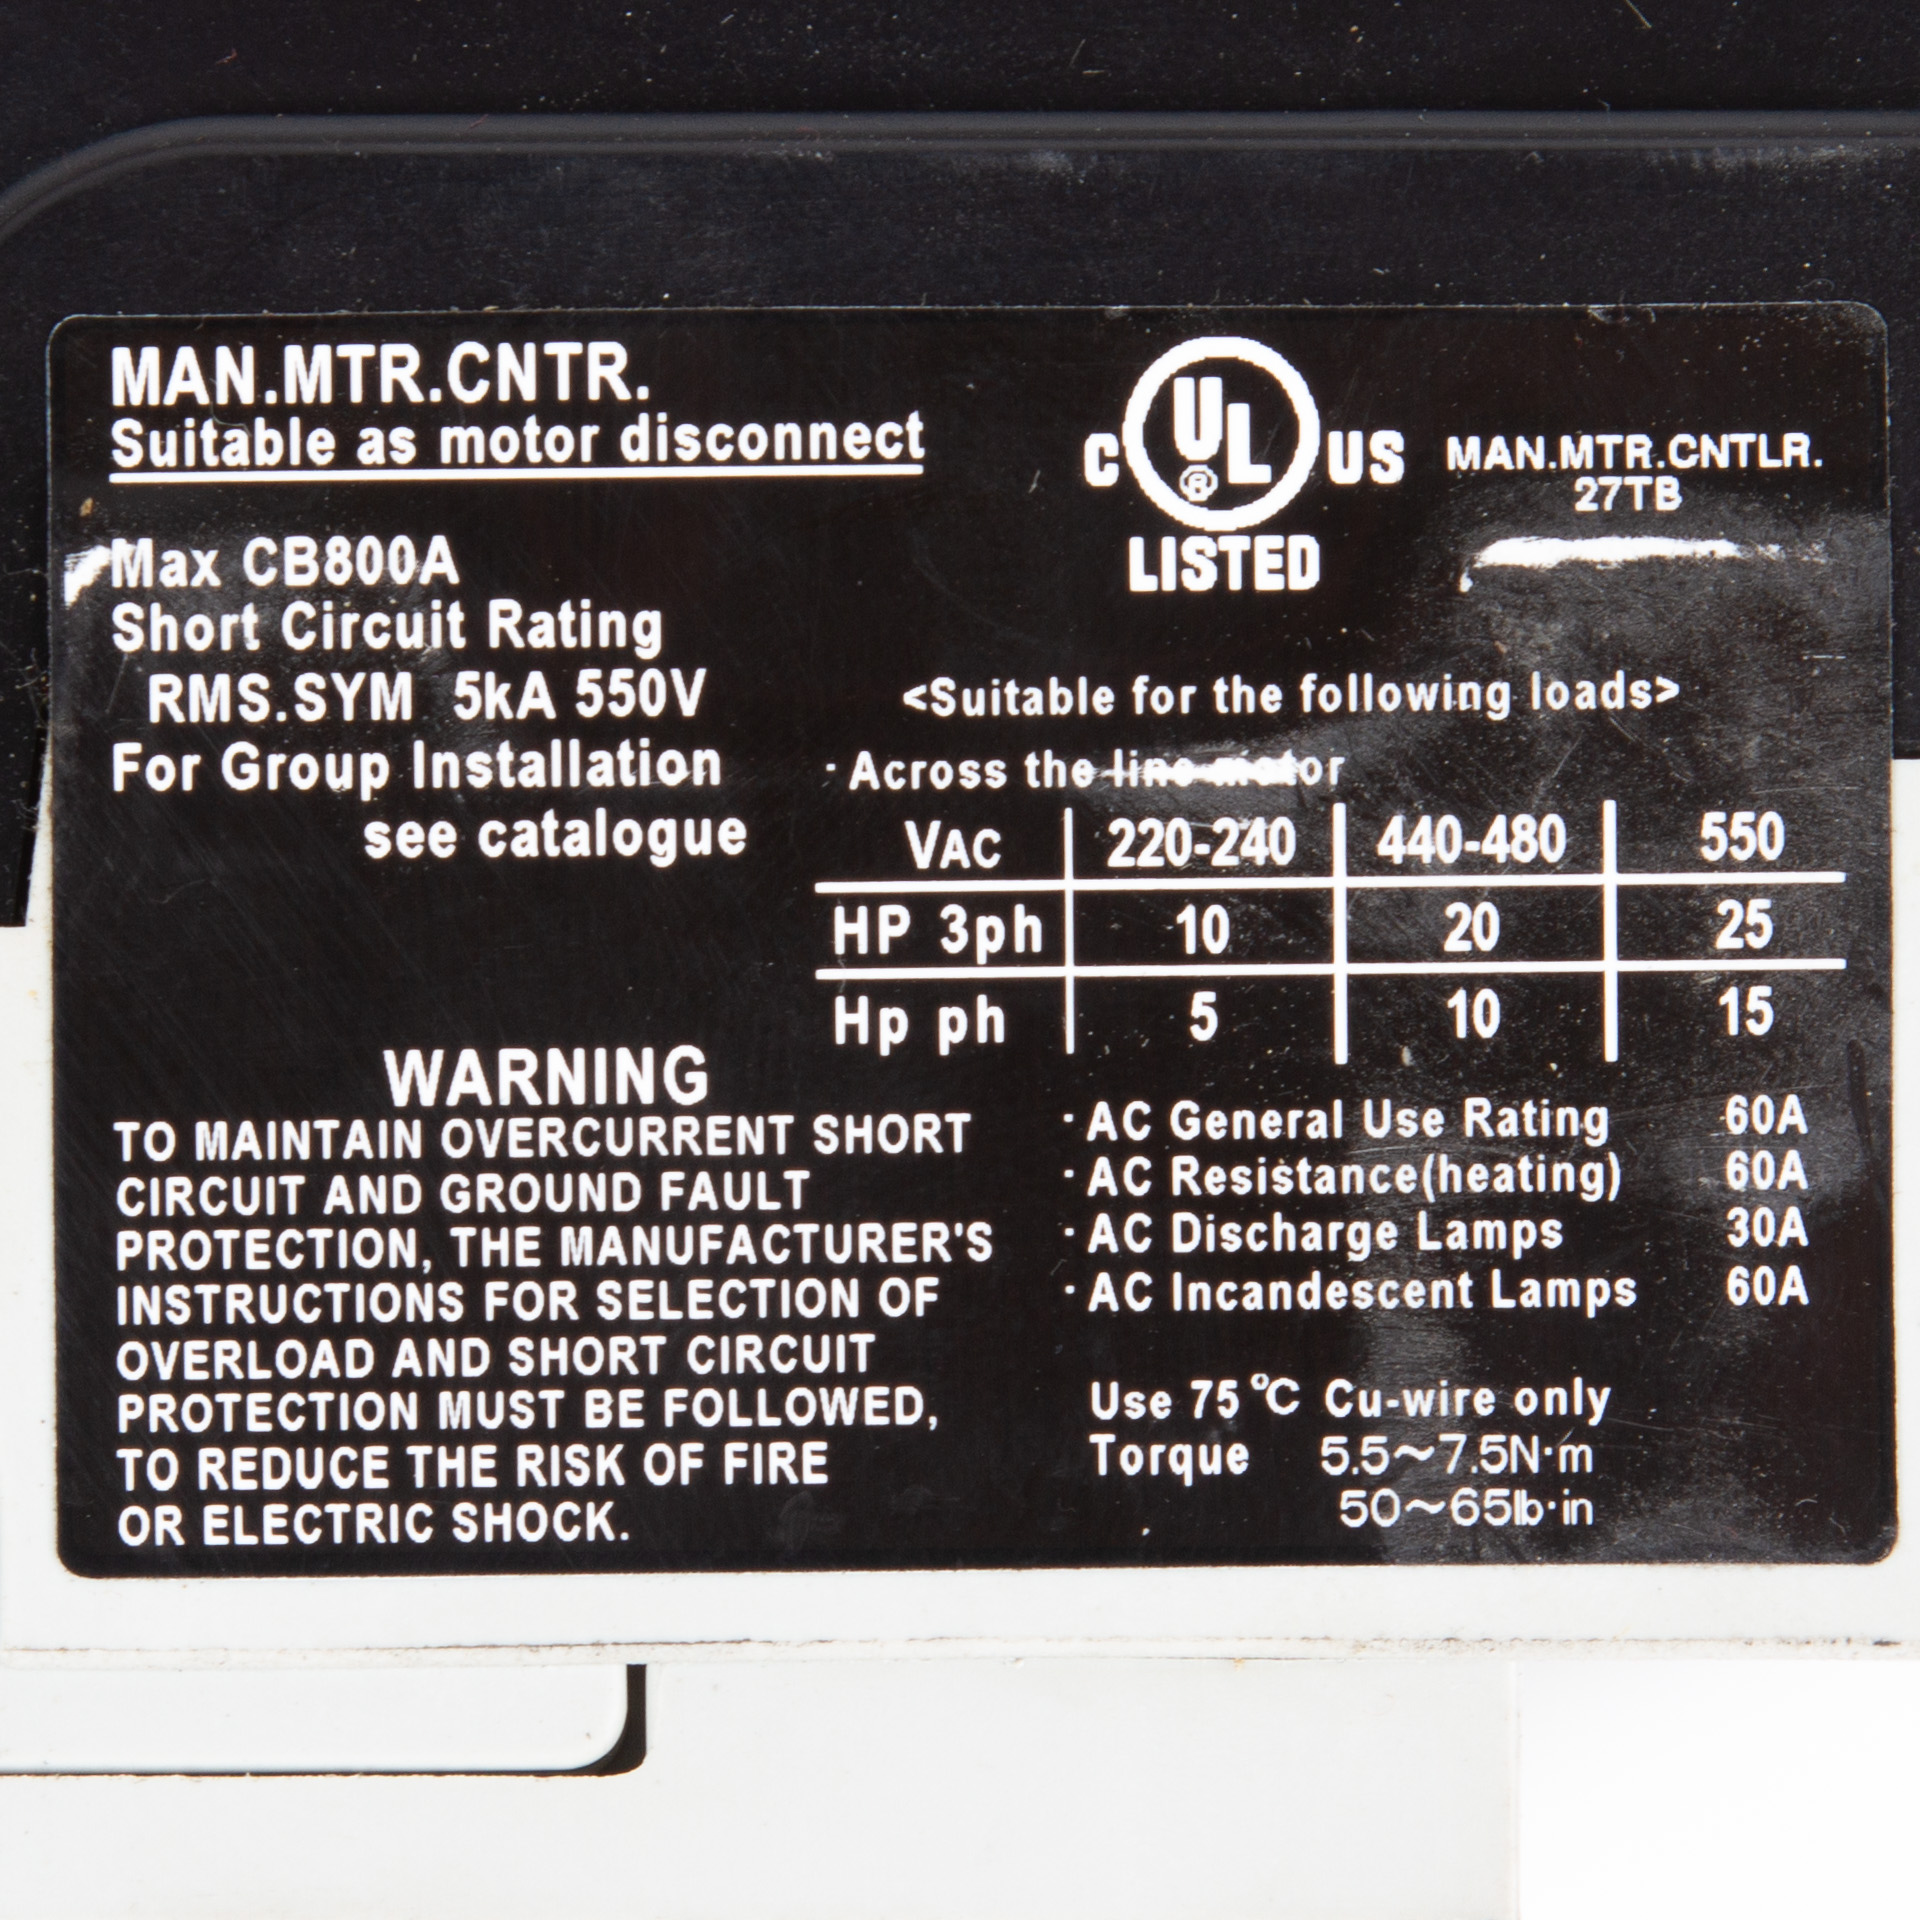 MAN.MTR.CNTR.
Suitable as motor disconnect
Max CB800A
Short Circuit Rating
RMS.SYM 5kA 550V
For Group Installation
see catalogue
WARNING
TO MAINTAIN OVERCURRENT SHORT
CIRCUIT AND GROUND FAULT
PROTECTION, THE MANUFACTURER'S
INSTRUCTIONS FOR SELECTION OF
OVERLOAD AND SHORT CIRCUIT
PROTECTION MUST BE FOLLOWED,
TO REDUCE THE RISK OF FIRE
OR ELECTRIC SHOCK.
C UL ® US
LISTED
MAN.MTR.CNTLR.
27TB
<Suitable for the following loads>
· Across the line motor
VAC 220-240 440-480 550
HP 3ph 10 20 25
Hp ph 5 10 15
· AC General Use Rating 60A
· AC Resistance(heating) 60A
· AC Discharge Lamps 30A
· AC Incandescent Lamps 60A
Use 75℃ Cu-wire only
Torque 5.5~7.5N·m
50~65lb·in